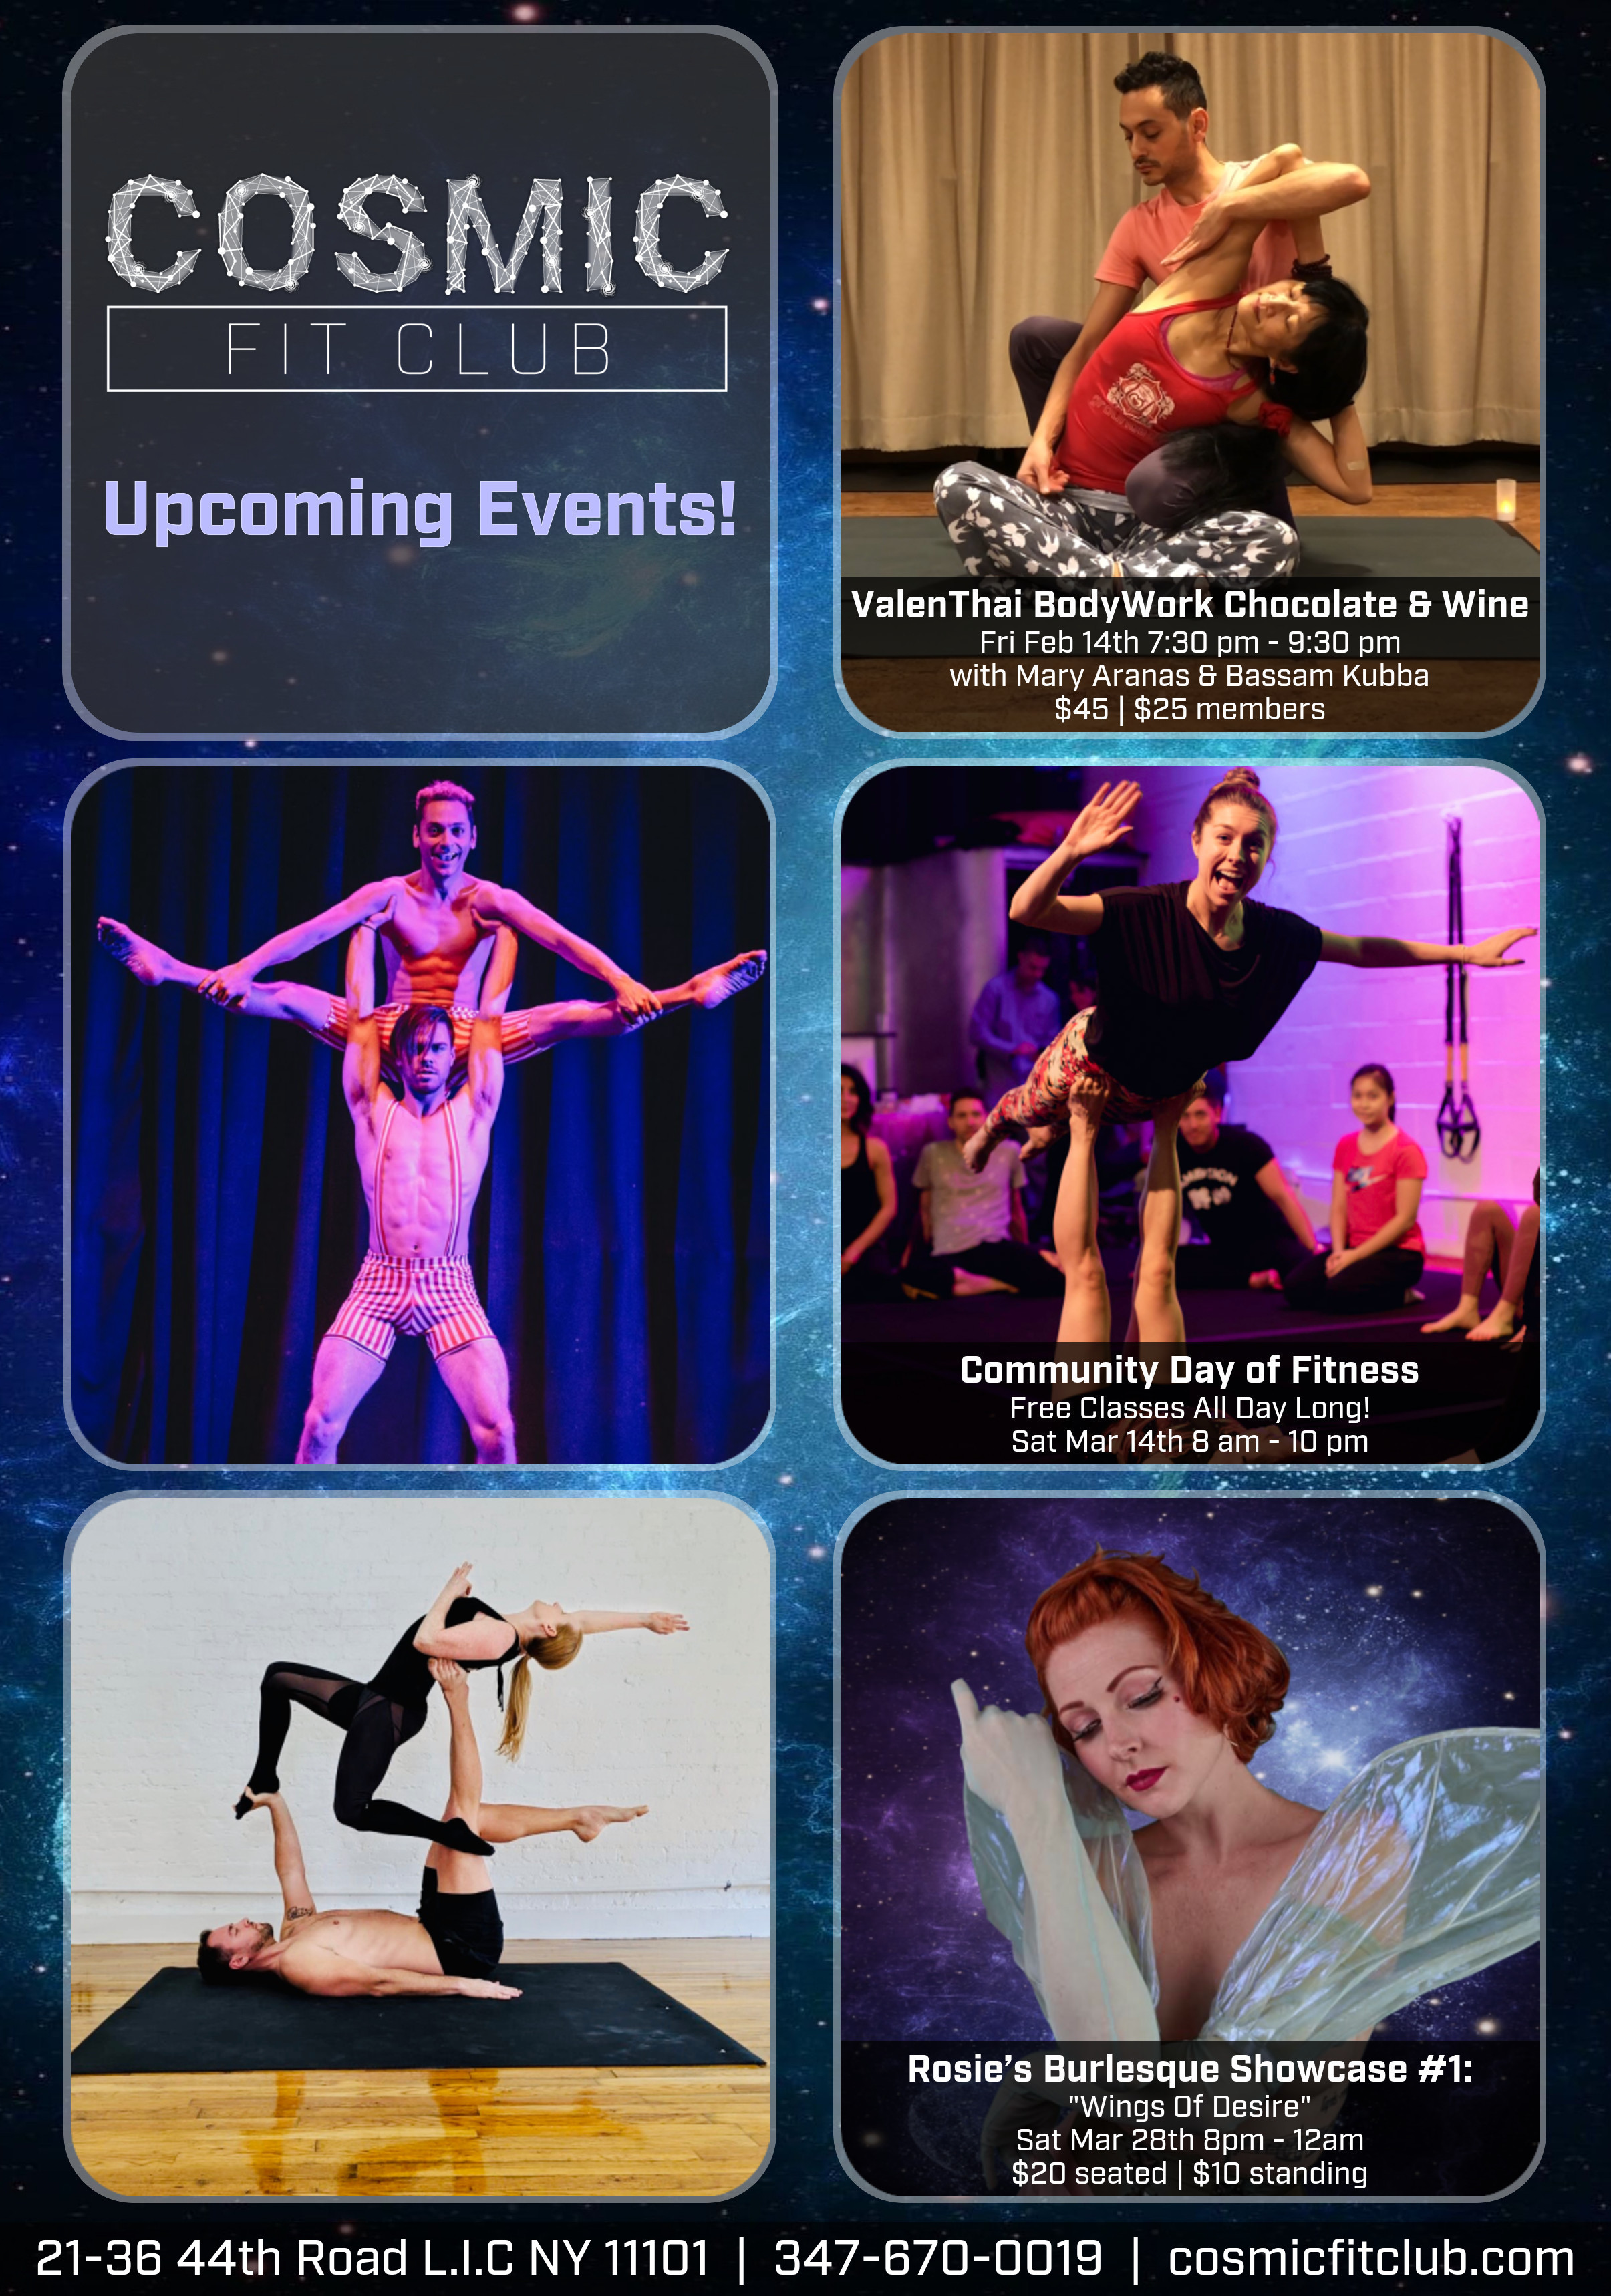 COSMIC
FIT CLUB
Upcoming Events!
ValenThai BodyWork Chocolate & Wine
Fri Feb 14th 7:30 pm - 9:30 pm
with Mary Aranas & Bassam Kubba
$45 | $25 members
Community Day of Fitness
Free Classes All Day Long!
Sat Mar 14th 8 am - 10 pm
Rosie's Burlesque Showcase #1:
"Wings Of Desire"
Sat Mar 28th 8pm - 12am
$20 seated | $10 standing
21-36 44th Road L.I.C NY 11101 | 347-670-0019 | cosmicfitclub.com